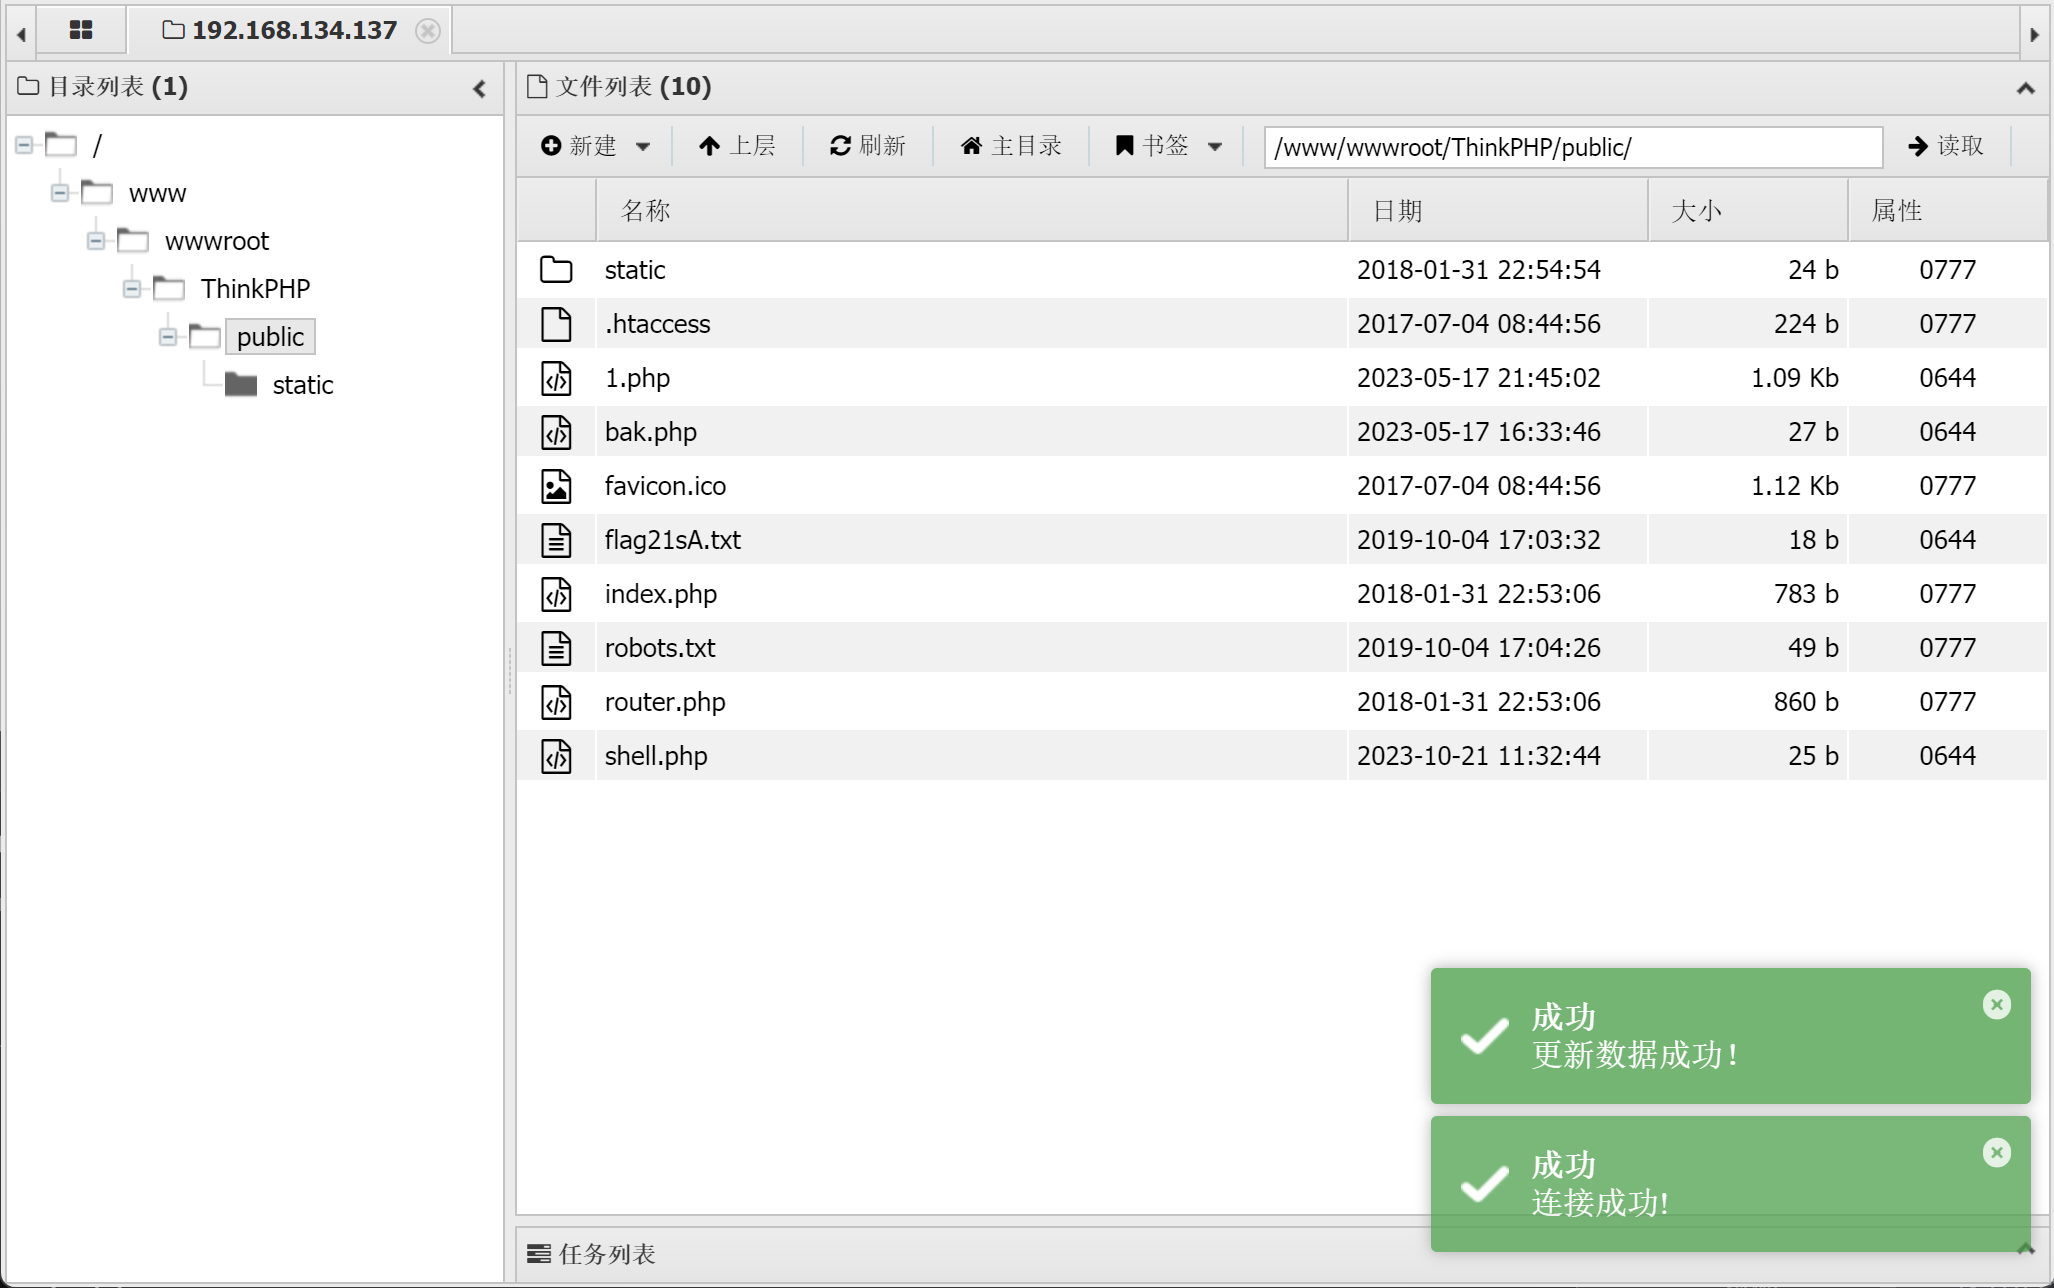 192.168.134.137
目录列表 (1)
/
www
wwwroot
ThinkPHP
public
static
文件列表 (10)
新建 上层 刷新 主目录 书签 /www/wwwroot/ThinkPHP/public/ 读取
名称 日期 大小 属性
static 2018-01-31 22:54:54 24 b 0777
.htaccess 2017-07-04 08:44:56 224 b 0777
1.php 2023-05-17 21:45:02 1.09 Kb 0644
bak.php 2023-05-17 16:33:46 27 b 0644
favicon.ico 2017-07-04 08:44:56 1.12 Kb 0777
flag21sA.txt 2019-10-04 17:03:32 18 b 0644
index.php 2018-01-31 22:53:06 783 b 0777
robots.txt 2019-10-04 17:04:26 49 b 0777
router.php 2018-01-31 22:53:06 860 b 0777
shell.php 2023-10-21 11:32:44 25 b 0644
成功
更新数据成功！
成功
连接成功!
任务列表